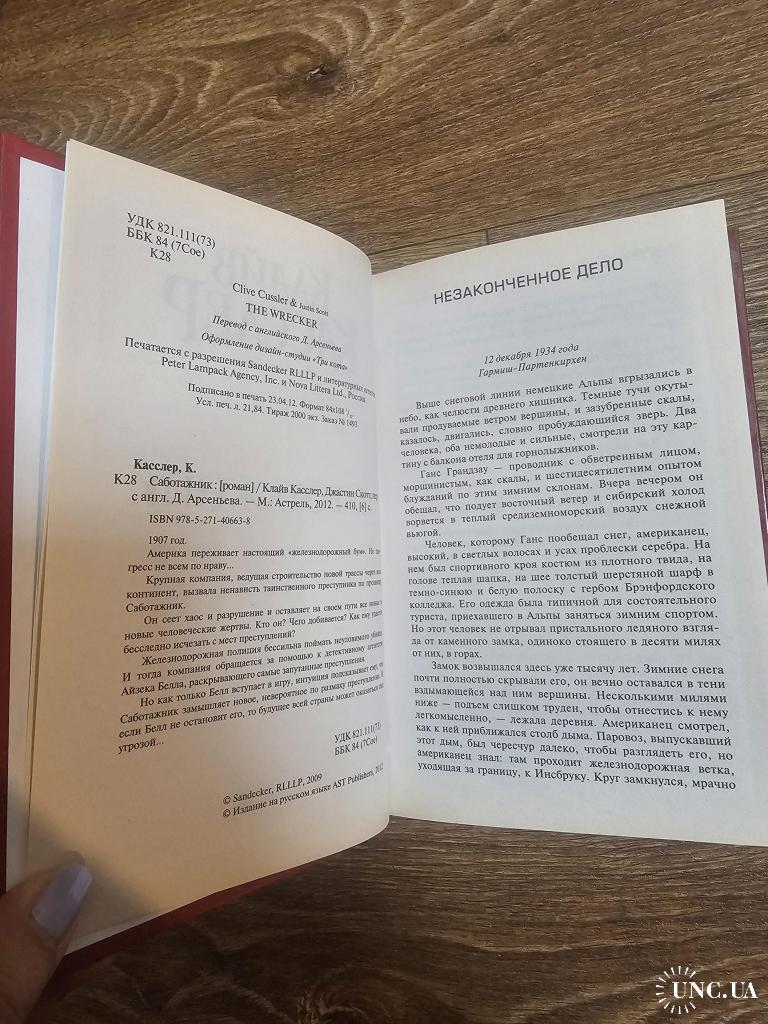 УДК 821.111(73)
ББК 84 (7Сое)
К28
Clive Cussler & Justin Scott
THE WRECKER
Перевод с английского Д. Арсеньева
Оформление дизайн-студии «Три кота»
Печатается с разрешения Sandecker RLLLP и литературных
Peter Lampack Agency, Inc. и Nova Littera Ltd., Россия.
Подписано в печать 23.04.12. Формат 84x108 ¹/
Усл. печ. л. 21,84. Тираж 2000 экз. Заказ № 1493
Касслер, К.
К28 Саботажник : [роман] / Клайв Касслер, Джастин Скотт;
с англ. Д. Арсеньева. — М.: Астрель, 2012. — 410, [6] с.
ISBN 978-5-271-40663-8
1907 год.
Америка переживает настоящий «железнодорожный бум». Но
гресс не всем по нраву...
Крупная компания, ведущая строительство новой трассы через
континент, вызвала ненависть таинственного преступника по
Саботажник.
Он сеет хаос и разрушение и оставляет на своем пути все
новые человеческие жертвы. Кто он? Чего добивается? Как ему удается
бесследно исчезать с мест преступлений?
Железнодорожная полиция бессильна поймать неуловимого убийцу.
И тогда компания обращается за помощью к детективному агентству
Айзека Белла, раскрывающего самые запутанные преступления.
Но как только Белл вступает в игру, интуиция подсказывает ему, что
Саботажник замышляет новое, невероятное по размаху преступление. И
если Белл не остановит его, то будущее всей страны может оказаться под
угрозой...
УДК 821.111(73)
ББК 84 (7Сое)
© Sandecker, RLLLP, 2009
© Издание на русском языке AST Publishers, 2012
НЕЗАКОНЧЕННОЕ ДЕЛО
12 декабря 1934 года
Гармиш-Партенкирхен
Выше снеговой линии немецкие Альпы вгрызались в
небо, как челюсти древнего хищника. Темные тучи окуты-
вали продуваемые ветром вершины, и зазубренные скалы,
казалось, двигались, словно пробуждающийся зверь. Два
человека, оба немолодые и сильные, смотрели на эту кар-
тину с балкона отеля для горнолыжников.
Ганс Грандзау — проводник с обветренным лицом,
морщинистым, как скалы, и шестидесятилетним опытом
блужданий по этим зимним склонам. Вчера вечером он
обещал, что подует восточный ветер и сибирский холод
ворвется в теплый средиземноморский воздух снежной
вьюгой.
Человек, которому Ганс пообещал снег, американец,
высокий, в светлых волосах и усах проблески серебра. На
нем был спортивного кроя костюм из плотного твида, на
голове теплая шапка, на шее толстый шерстяной шарф в
темно-синюю и белую полоску с гербом Брэнфордского
колледжа. Его одежда была типичной для состоятельного
туриста, приехавшего в Альпы заняться зимним спортом.
Но этот человек не отрывал пристального ледяного взгля-
да от каменного замка, одиноко стоящего в десяти милях
от них, в горах.
Замок возвышался здесь уже тысячу лет. Зимние снега
почти полностью скрывали его, он вечно оставался в тени
вздымающейся над ним вершины. Несколькими милями
ниже — подъем слишком труден, чтобы отнестись к нему
легкомысленно, — лежала деревня. Американец смотрел,
как к ней приближался столб дыма. Паровоз, выпускавший
этот дым, был чересчур далеко, чтобы разглядеть его, но
американец знал: там проходит железнодорожная ветка,
уходящая за границу, к Инсбруку. Круг замкнулся, мрачно
UNC.UA